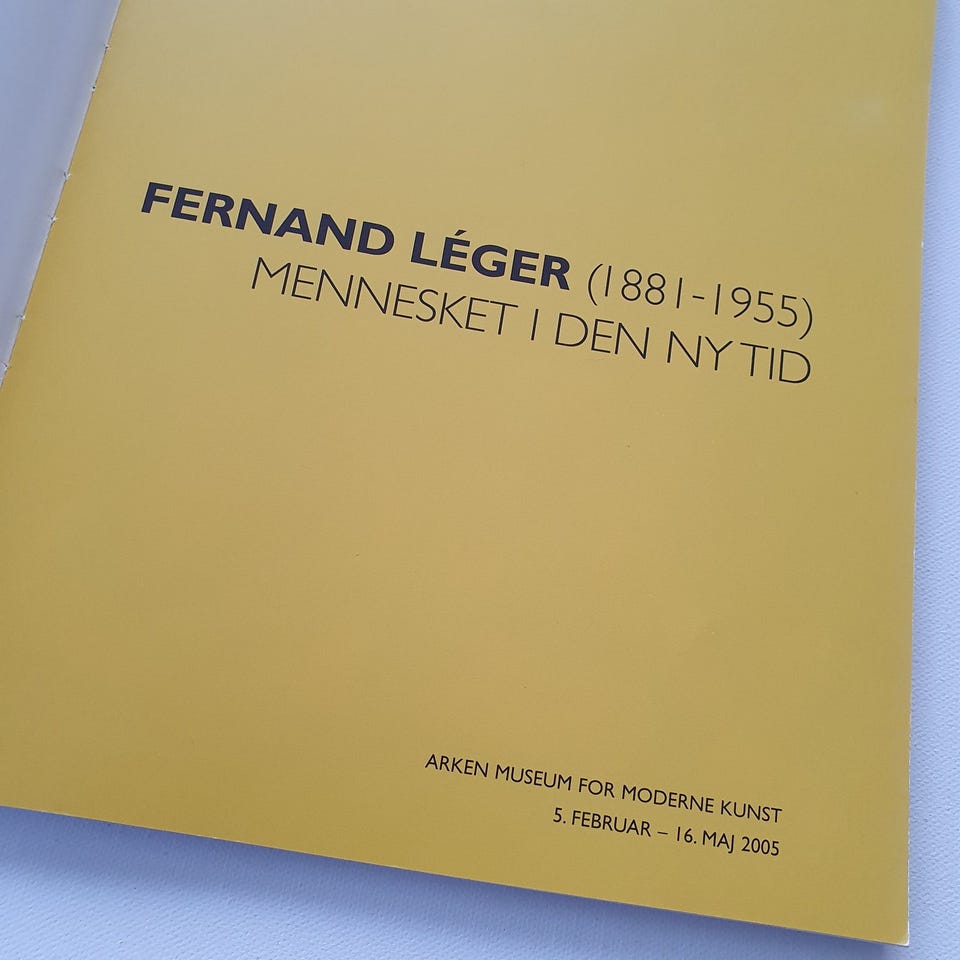 FERNAND LÉGER (1881-1955)
MENNESKET I DEN NY TID
ARKEN MUSEUM FOR MODERNE KUNST
5. FEBRUAR – 16. MAJ 2005